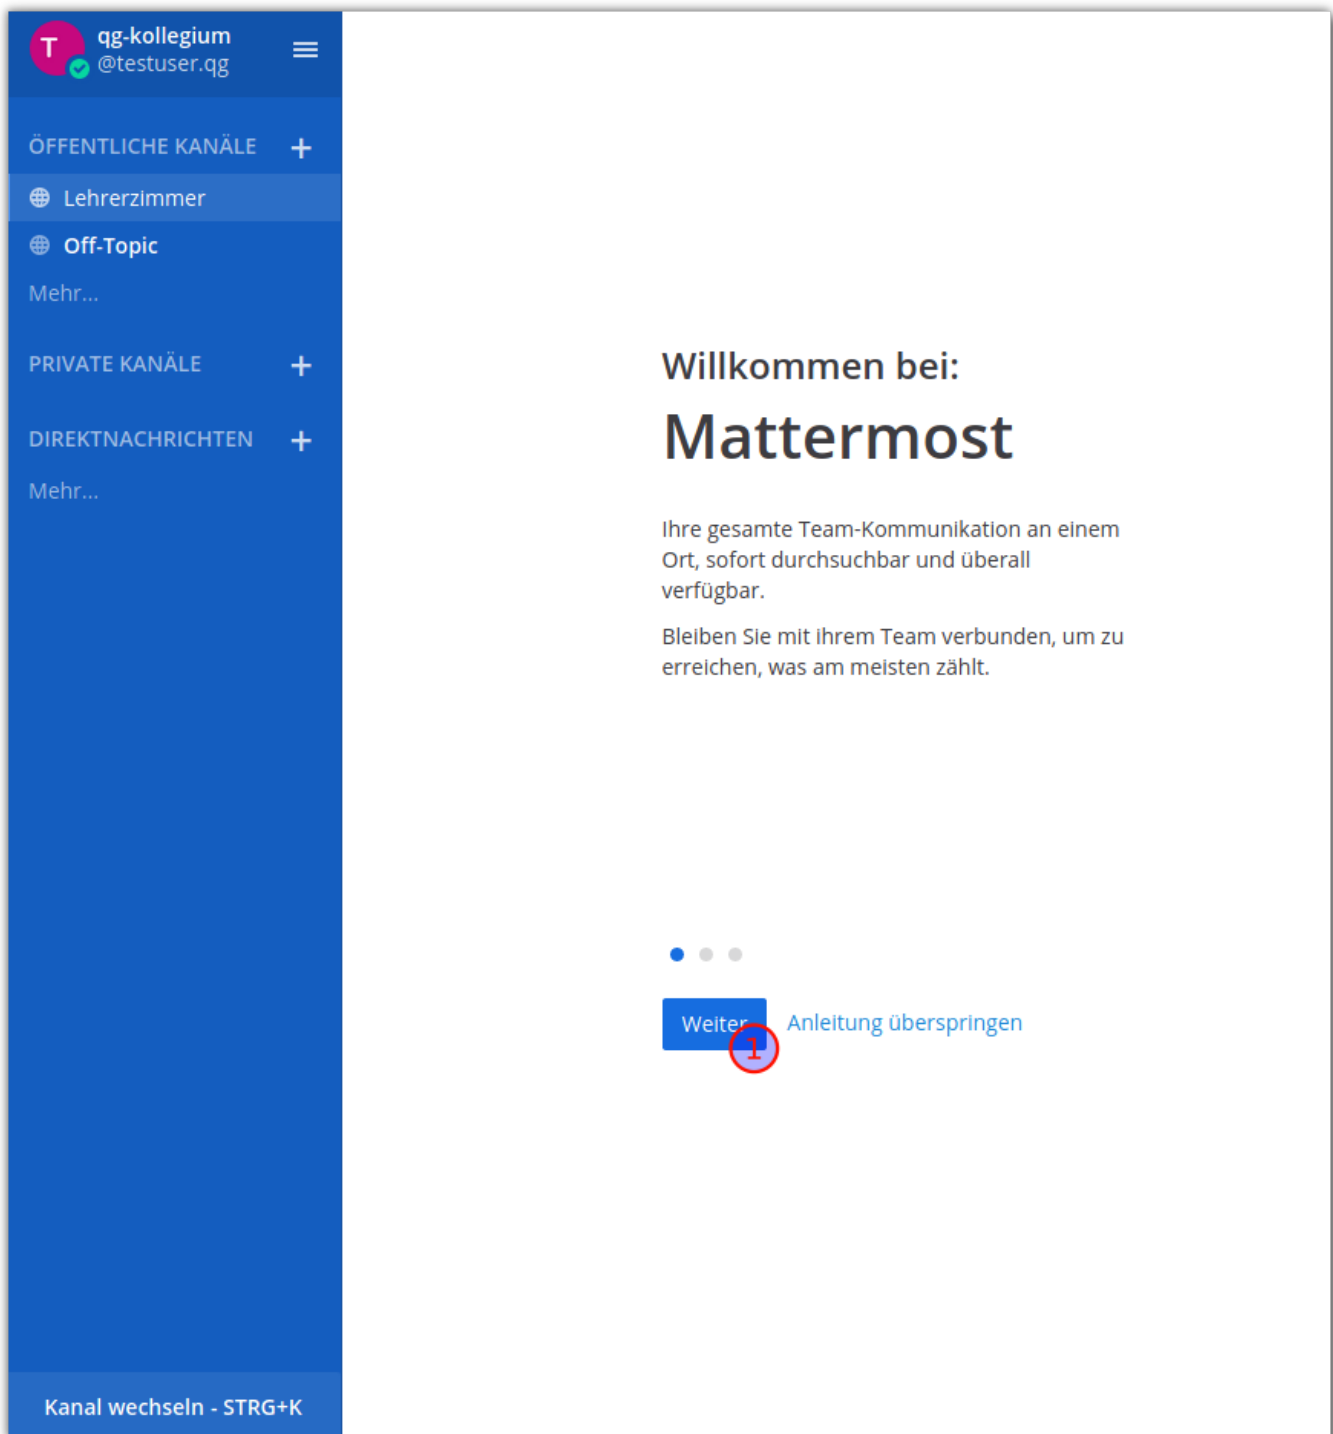 T
qg-kollegium
@testuser.qg
ÖFFENTLICHE KANÄLE +
Lehrerzimmer
Off-Topic
Mehr...
PRIVATE KANÄLE +
DIREKTNACHRICHTEN +
Mehr...
Willkommen bei:
Mattermost
Ihre gesamte Team-Kommunikation an einem
Ort, sofort durchsuchbar und überall
verfügbar.
Bleiben Sie mit ihrem Team verbunden, um zu
erreichen, was am meisten zählt.
Weiter Anleitung überspringen
1
Kanal wechseln - STRG+K